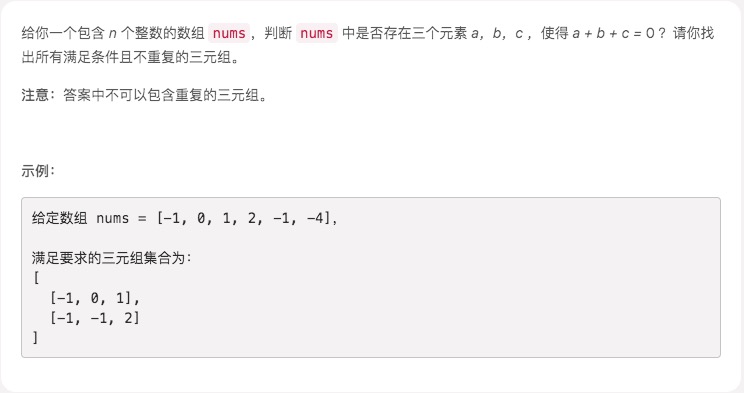 给你一个包含 n 个整数的数组 nums，判断 nums 中是否存在三个元素 a，b，c ，使得 a + b + c = 0 ？请你找
出所有满足条件且不重复的三元组。
注意：答案中不可以包含重复的三元组。
示例：
给定数组 nums = [-1, 0, 1, 2, -1, -4]，
满足要求的三元组集合为：
[
  [-1, 0, 1],
  [-1, -1, 2]
]